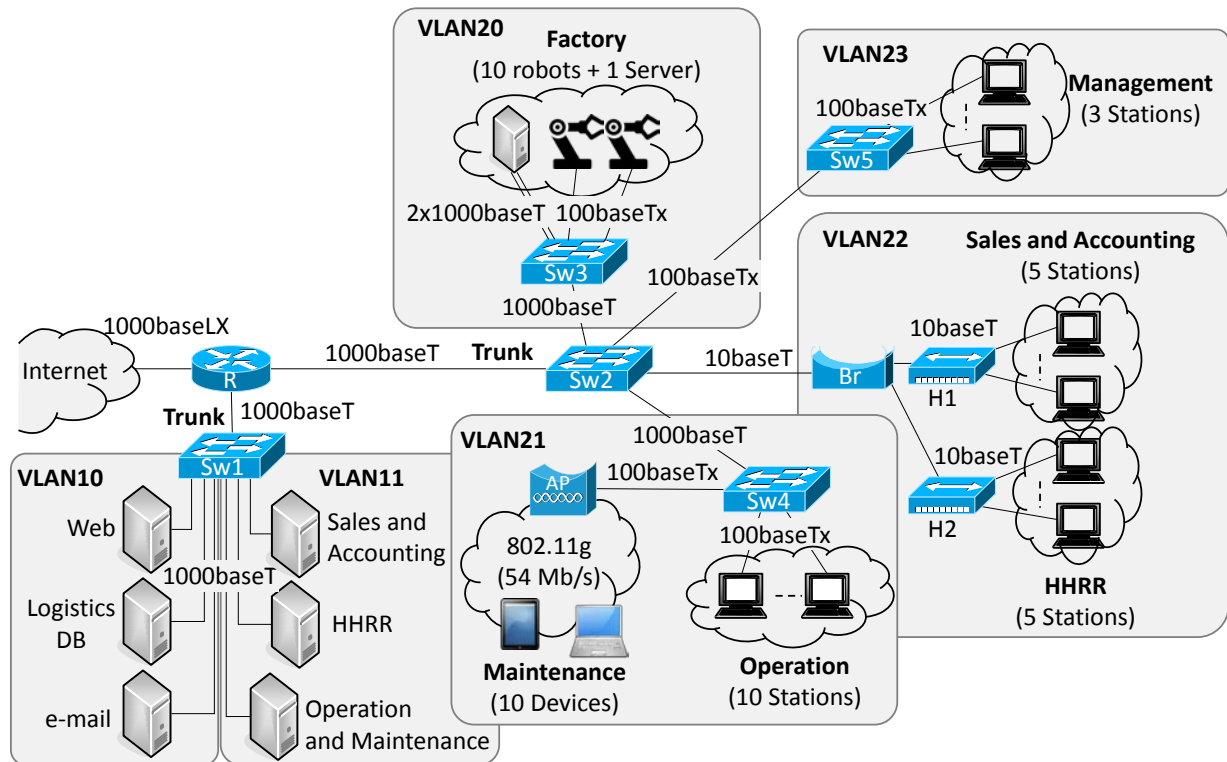 VLAN20
Factory
(10 robots + 1 Server)
2x1000baseT
100baseTx
Sw3
1000baseT
VLAN23
Management
(3 Stations)
100baseTx
Sw5
100baseTx
VLAN22
Sales and Accounting
(5 Stations)
10baseT
H1
10baseT
Br
10baseT
H2
HHRR
(5 Stations)
Internet
1000baseLX
R
1000baseT
Trunk
Sw2
Trunk
1000baseT
Sw1
VLAN10
VLAN11
Web
Sales and
Accounting
1000baseT
Logistics
DB
HHRR
e-mail
Operation
and Maintenance
VLAN21
1000baseT
AP
100baseTx
Sw4
802.11g
(54 Mb/s)
100baseTx
Maintenance
(10 Devices)
Operation
(10 Stations)